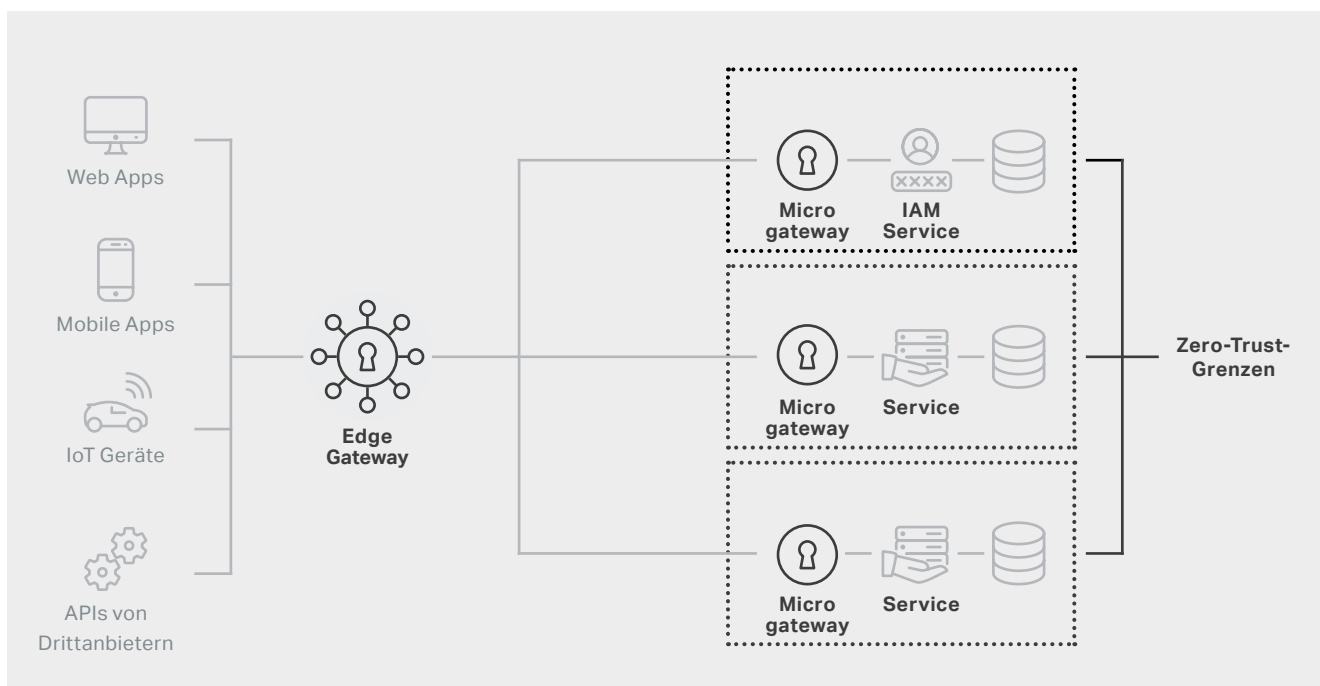 Web Apps
Mobile Apps
IoT Geräte
APIs von
Drittanbietern
Edge
Gateway
Micro
gateway
XXXX
IAM
Service
Micro
gateway
Service
Micro
gateway
Service
Zero-Trust-
Grenzen